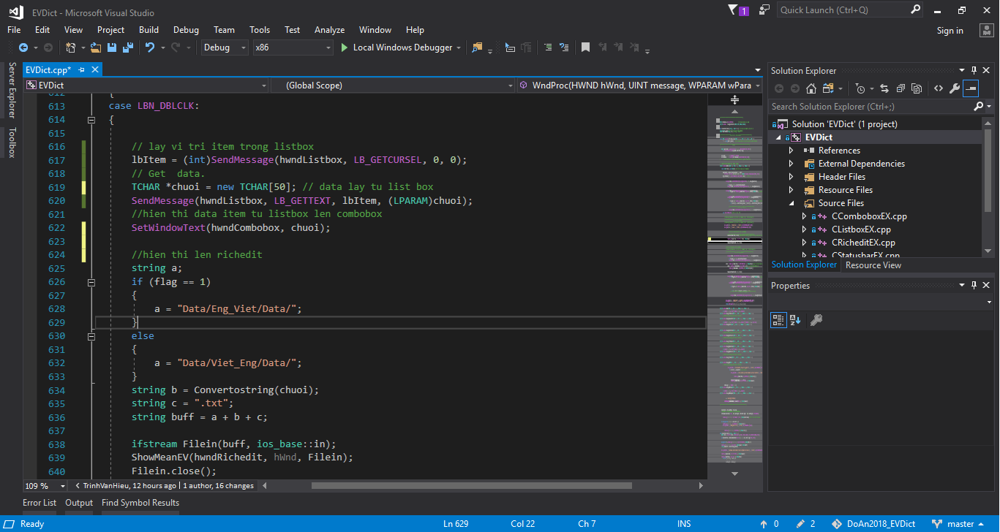 EVDict - Microsoft Visual Studio
1
Quick Launch (Ctrl+Q)
File Edit View Project Build Debug Team Tools Test Analyze Window Help
Sign in
Debug x86 Local Windows Debugger
Server Explorer
Toolbox
EVDict.cpp*
EVDict (Global Scope) WndProc(HWND hWnd, UINT message, WPARAM wPara
612 {
613 case LBN_DBLCLK:
614 {
615
616 // lay vi tri item trong listbox
617 lbItem = (int)SendMessage(hwndListbox, LB_GETCURSEL, 0, 0);
618 // Get  data.
619 TCHAR *chuoi = new TCHAR[50]; // data lay tu list box
620 SendMessage(hwndListbox, LB_GETTEXT, lbItem, (LPARAM)chuoi);
621 //hien thi data item tu listbox len combobox
622 SetWindowText(hwndCombobox, chuoi);
623
624 //hien thi len richedit
625 string a;
626 if (flag == 1)
627 {
628 a = "Data/Eng_Viet/Data/";
629 }
630 else
631 {
632 a = "Data/Viet_Eng/Data/";
633 }
634 string b = Convertostring(chuoi);
635 string c = ".txt";
636 string buff = a + b + c;
637
638 ifstream Filein(buff, ios_base::in);
639 ShowMeanEV(hwndRichedit, hWnd, Filein);
640 Filein.close();
109 % TrinhVanHieu, 12 hours ago | 1 author, 16 changes
Solution Explorer
Search Solution Explorer (Ctrl+;)
Solution 'EVDict' (1 project)
EVDict
References
External Dependencies
Header Files
Resource Files
Source Files
CComboboxEX.cpp
CListboxEX.cpp
CRicheditEX.cpp
CStatusbarEX.cpp
Solution Explorer Resource View
Properties
Error List Output Find Symbol Results
Ready Ln 629 Col 22 Ch 7 INS 0 2 DoAn2018_EVDict master